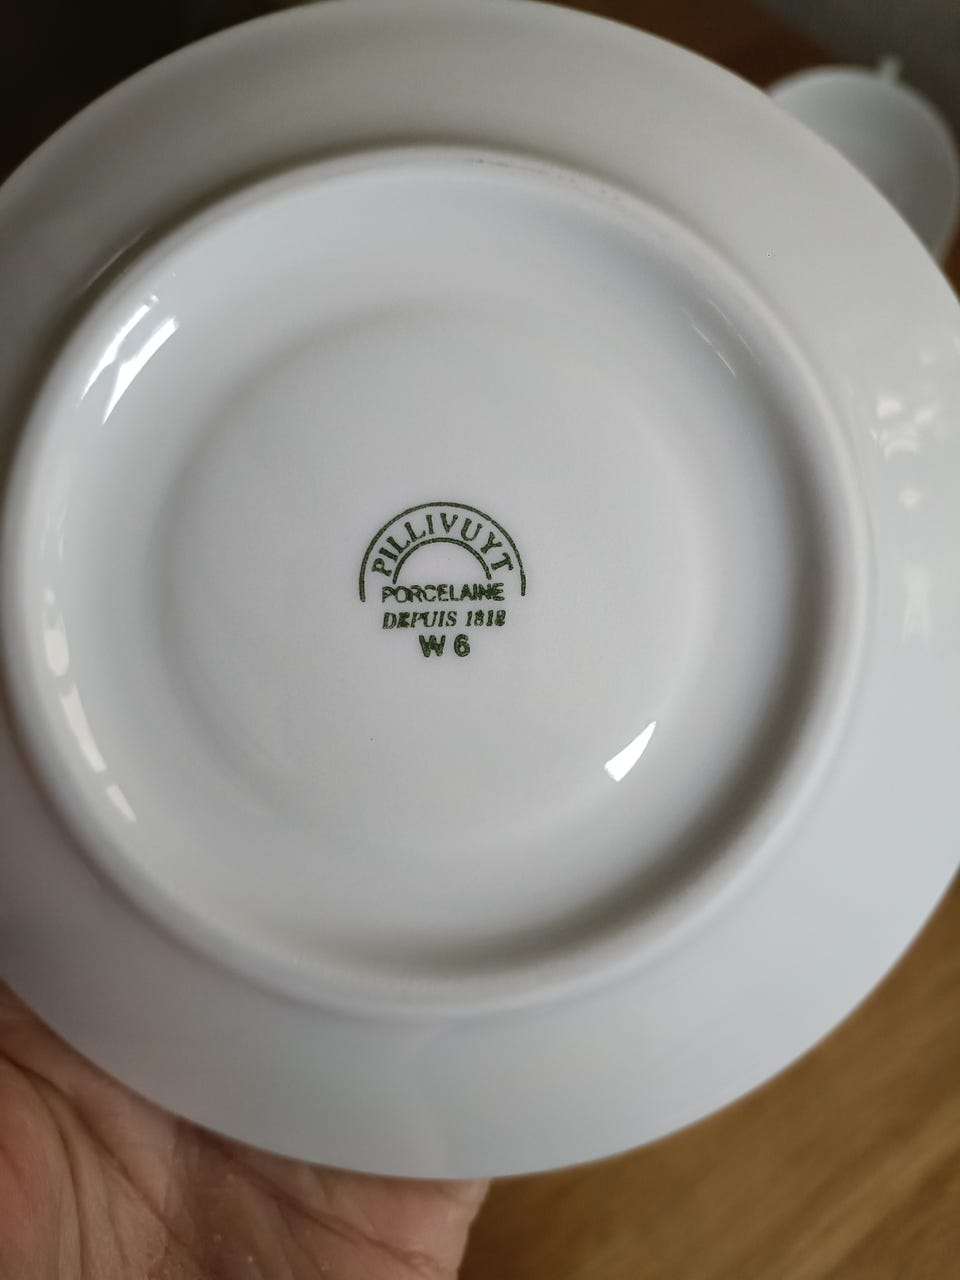 PILLIVUYT
PORCELAINE
DEPUIS 1818
W 6